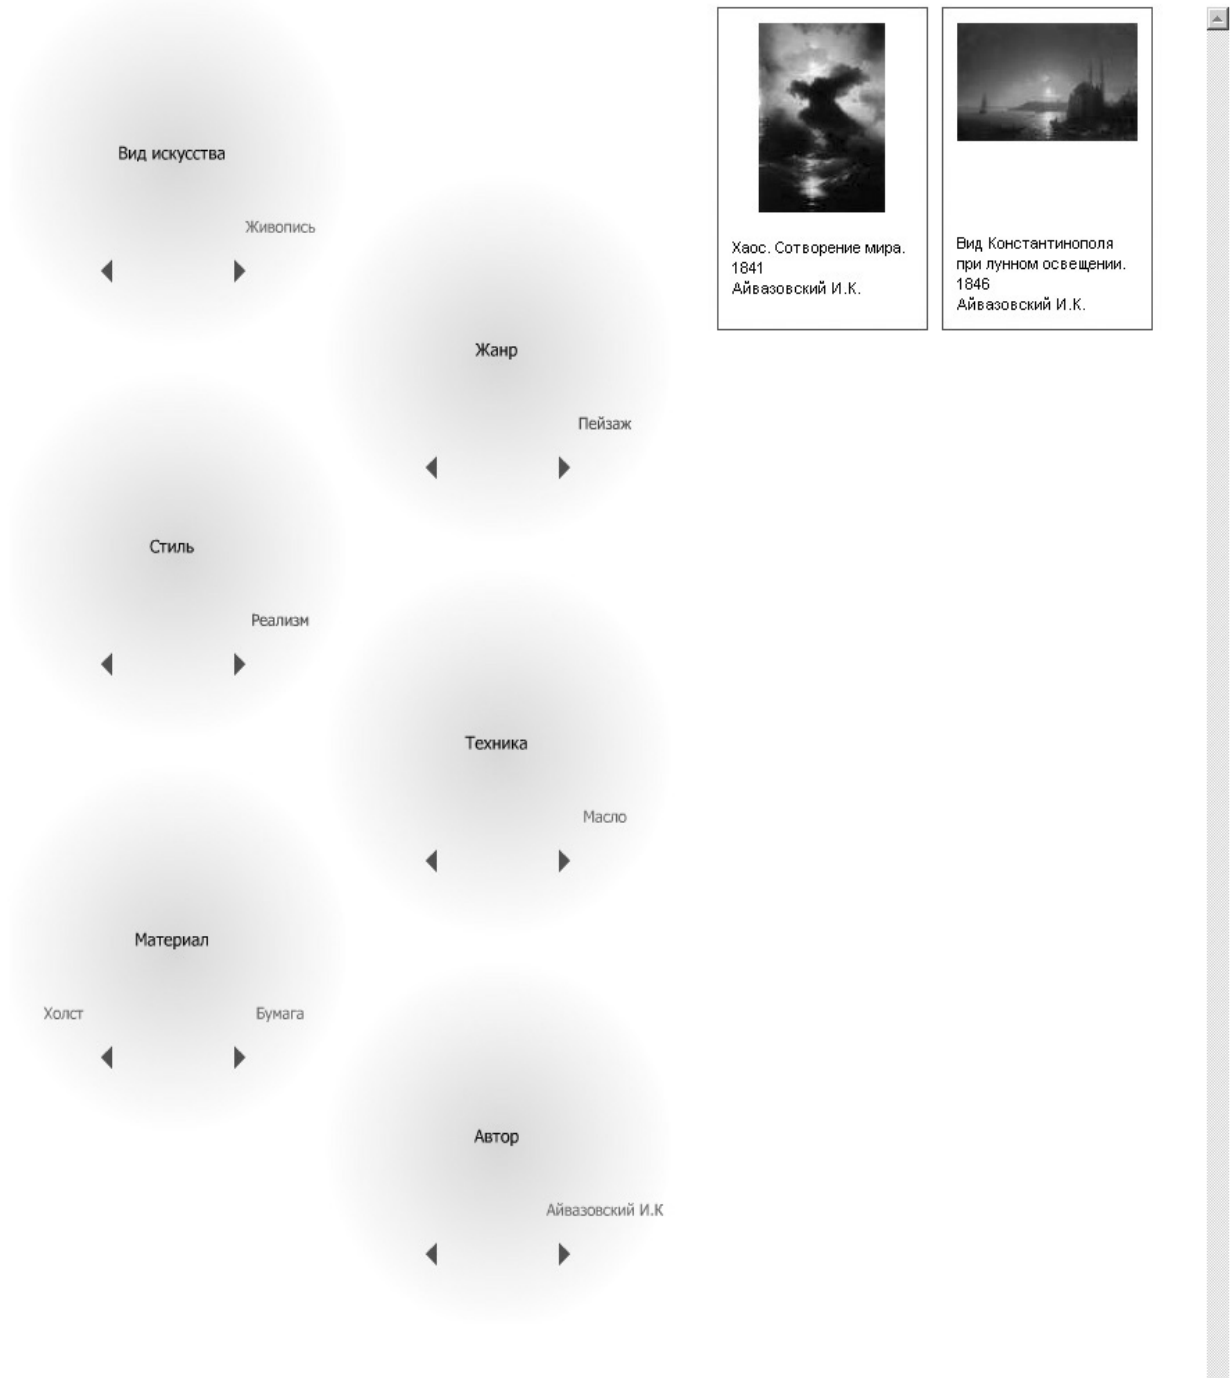 Вид искусства
Живопись
Жанр
Пейзаж
Стиль
Реализм
Техника
Масло
Материал
Холст
Бумага
Автор
Айвазовский И.К
Хаос. Сотворение мира.
1841
Айвазовский И.К.
Вид Константинополя
при лунном освещении.
1846
Айвазовский И.К.